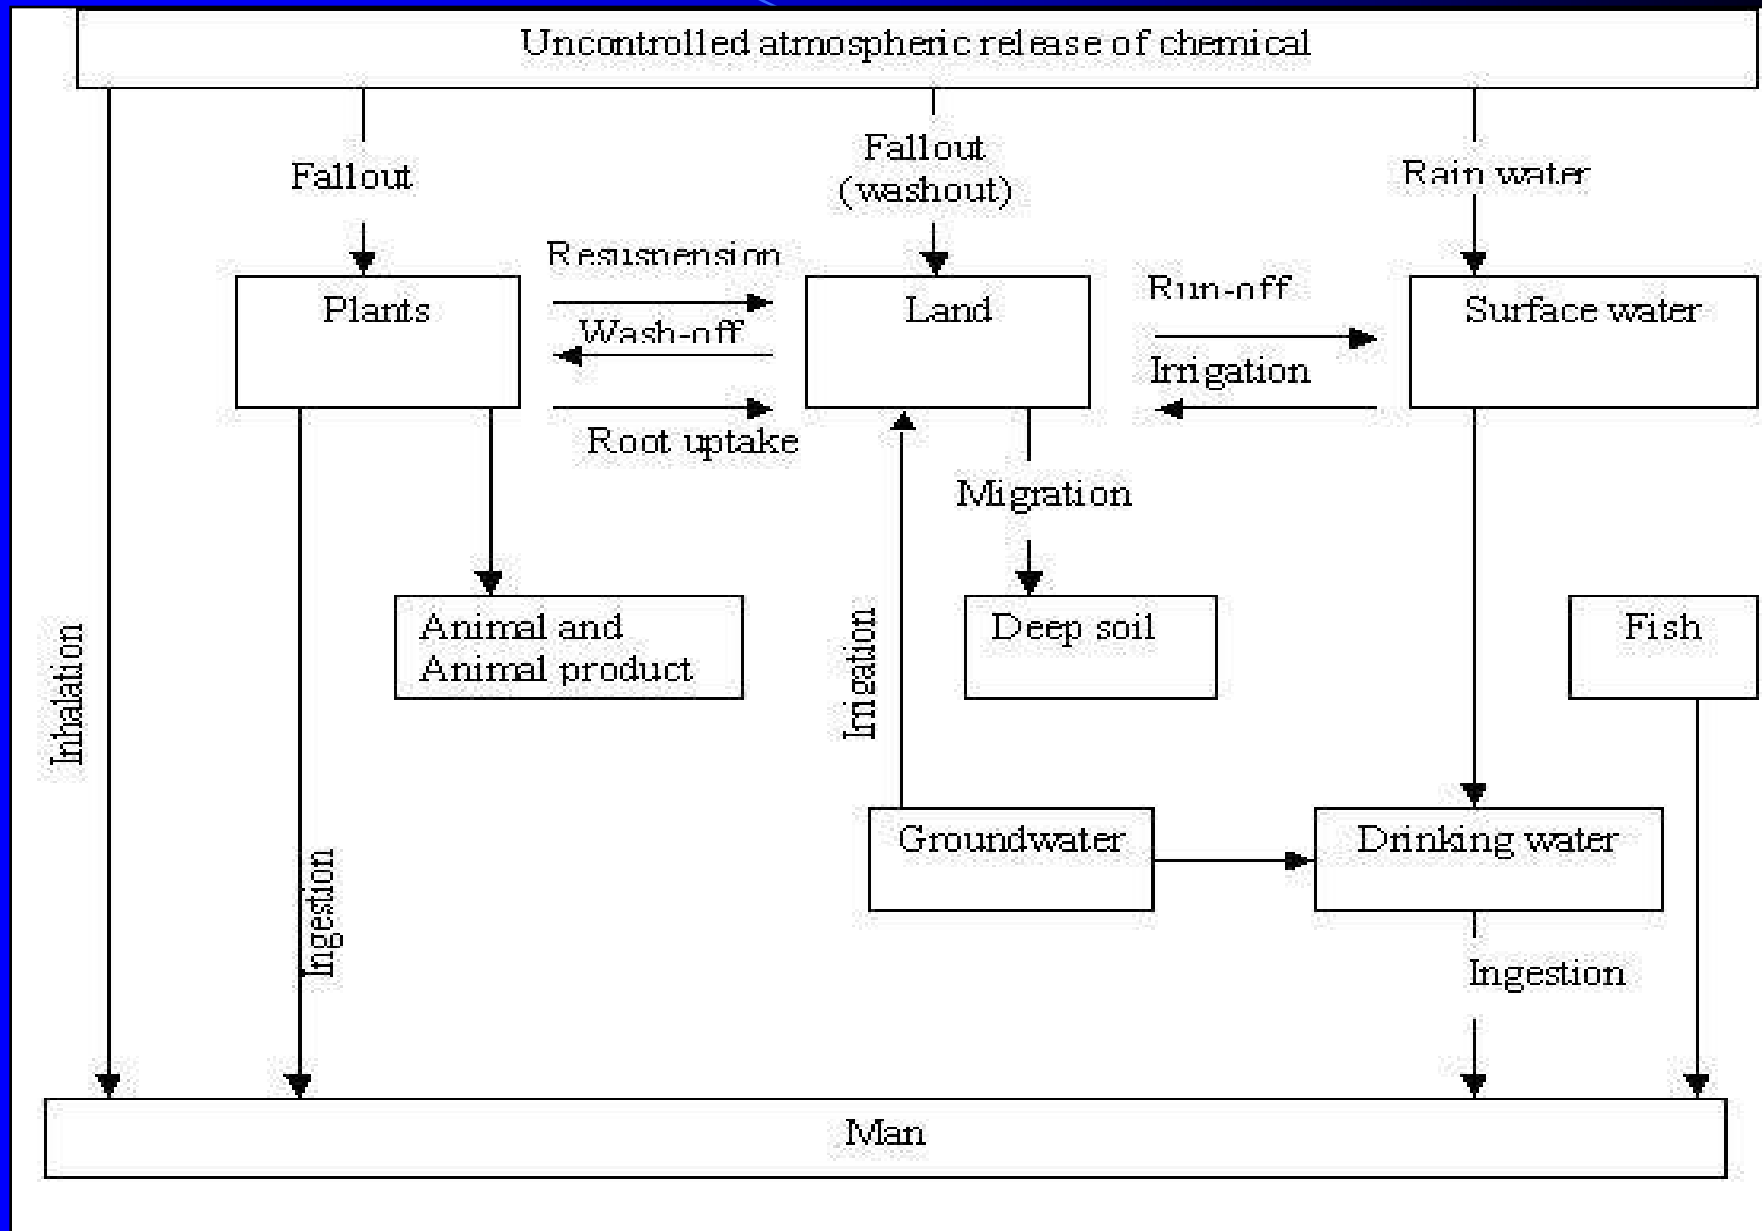 Uncontrolled atmospheric release of chemical
Fallout
Fallout
(washout)
Rain water
Resuspension
Plants
Wash-off
Land
Run-off
Surface water
Irrigation
Root uptake
Migration
Animal and
Animal product
Irrigation
Deep soil
Fish
Inhalation
Groundwater
Drinking water
Ingestion
Ingestion
Man